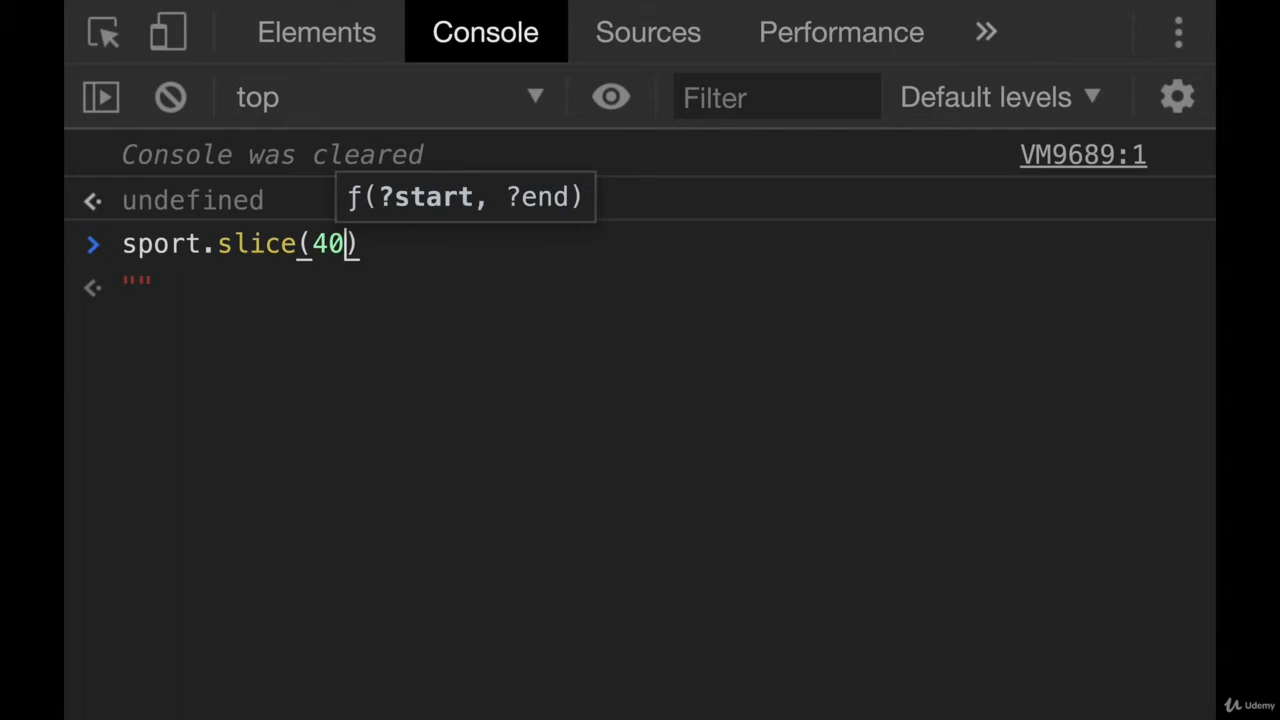 Elements Console Sources Performance »
top ▼ Filter Default levels ▼
Console was cleared VM9689:1
undefined
ƒ(?start, ?end)
sport.slice(40)
""
Udemy